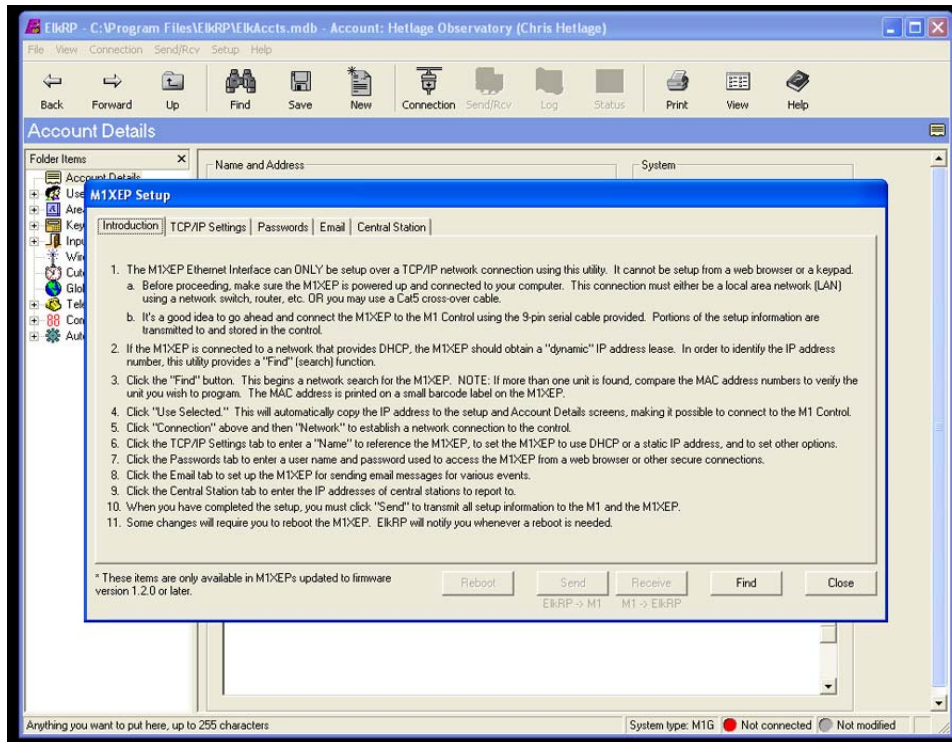 ElkRP - C:\Program Files\ElkRP\ElkAccts.mdb - Account: Hetlage Observatory (Chris Hetlage)
File View Connection Send/Rcv Setup Help
Back Forward Up Find Save New Connection Send/Rcv Log Status Print View Help
Account Details
Folder Items
Name and Address
System
Account Details
M1XEP Setup
Introduction TCP/IP Settings Passwords Email Central Station
1. The M1XEP Ethernet Interface can ONLY be setup over a TCP/IP network connection using this utility. It cannot be setup from a web browser or a keypad.
a. Before proceeding, make sure the M1XEP is powered up and connected to your computer. This connection must either be a local area network (LAN)
using a network switch, router, etc. OR you may use a Cat5 cross-over cable.
b. It's a good idea to go ahead and connect the M1XEP to the M1 Control using the 9-pin serial cable provided. Portions of the setup information are
transmitted to and stored in the control.
2. If the M1XEP is connected to a network that provides DHCP, the M1XEP should obtain a "dynamic" IP address lease. In order to identify the IP address
number, this utility provides a "Find" (search) function.
3. Click the "Find" button. This begins a network search for the M1XEP. NOTE: If more than one unit is found, compare the MAC address numbers to verify the
unit you wish to program. The MAC address is printed on a small barcode label on the M1XEP.
4. Click "Use Selected." This will automatically copy the IP address to the setup and Account Details screens, making it possible to connect to the M1 Control.
5. Click "Connection" above and then "Network" to establish a network connection to the control.
6. Click the TCP/IP Settings tab to enter a "Name" to reference the M1XEP, to set the M1XEP to use DHCP or a static IP address, and to set other options.
7. Click the Passwords tab to enter a user name and password used to access the M1XEP from a web browser or other secure connections.
8. Click the Email tab to set up the M1XEP for sending email messages for various events.
9. Click the Central Station tab to enter the IP addresses of central stations to report to.
10. When you have completed the setup, you must click "Send" to transmit all setup information to the M1 and the M1XEP.
11. Some changes will require you to reboot the M1XEP. ElkRP will notify you whenever a reboot is needed.
* These items are only available in M1XEPs updated to firmware
version 1.2.0 or later.
Reboot Send Receive Find Close
ElkRP -> M1 M1 -> ElkRP
Anything you want to put here, up to 255 characters
System type: M1G Not connected Not modified